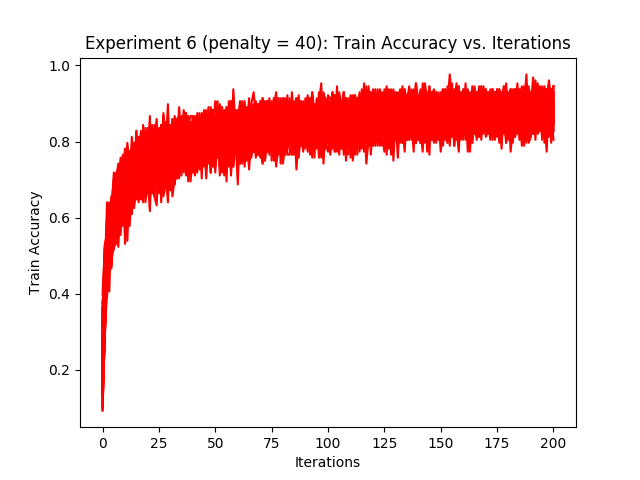 Experiment 6 (penalty = 40): Train Accuracy vs. Iterations
1.0
0.8
0.6
0.4
0.2
Train Accuracy
0 25 50 75 100 125 150 175 200
Iterations